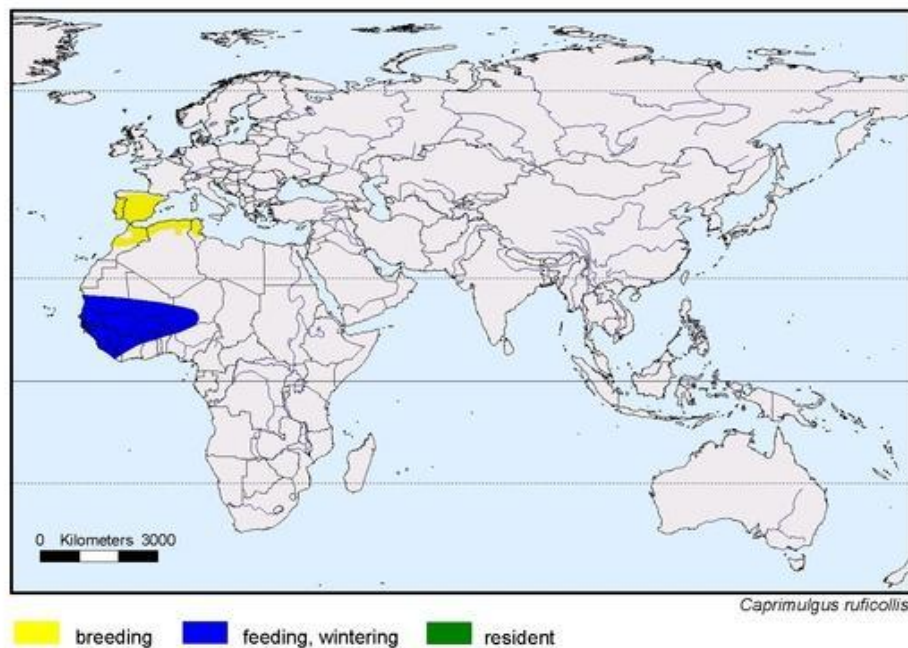 0 Kilometers 3000
Caprimulgus ruficollis
breeding
feeding, wintering
resident